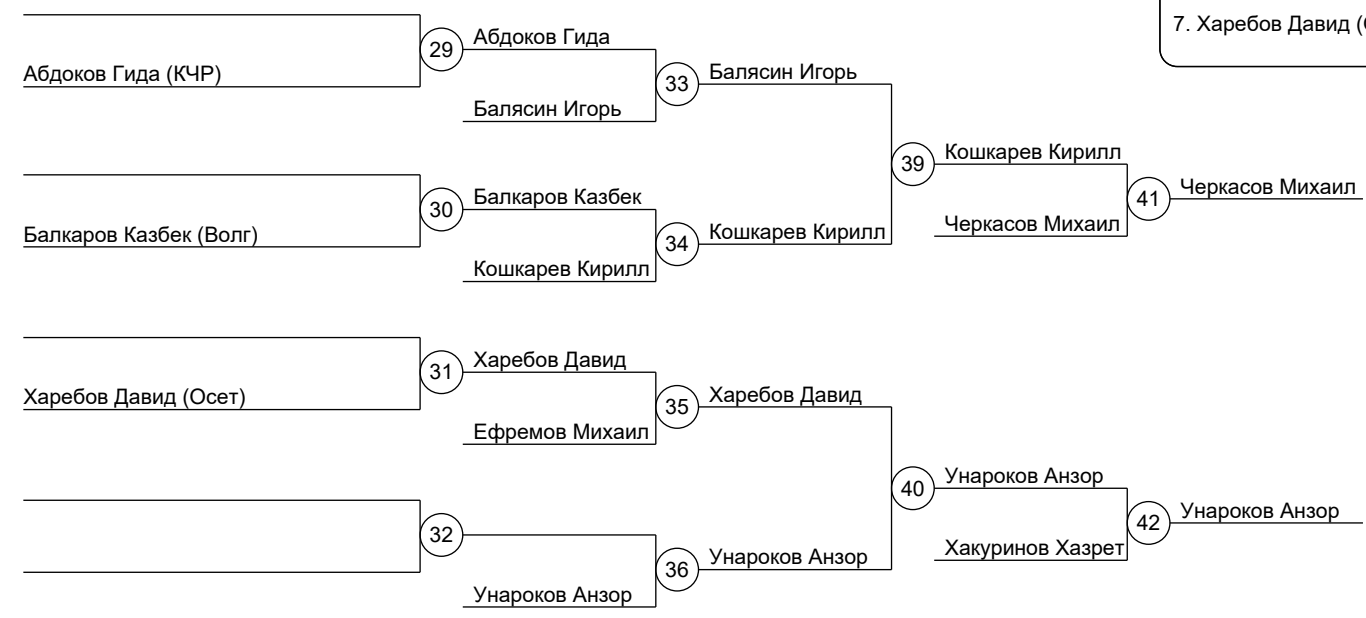 7. Харебов Давид (
Абдоков Гида (КЧР)
29
Абдоков Гида
Балясин Игорь
33
Балясин Игорь
Балкаров Казбек (Волг)
30
Балкаров Казбек
Кошкарев Кирилл
34
Кошкарев Кирилл
39
Кошкарев Кирилл
Черкасов Михаил
41
Черкасов Михаил
Харебов Давид (Осет)
31
Харебов Давид
Ефремов Михаил
35
Харебов Давид
32
Унароков Анзор
36
Унароков Анзор
40
Унароков Анзор
Хакуринов Хазрет
42
Унароков Анзор